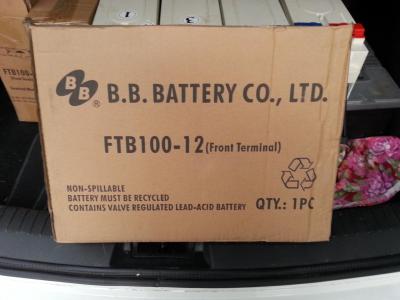 BB ® B.B. BATTERY CO., LTD.
FTB100-12 (Front Terminal)
NON-SPILLABLE
BATTERY MUST BE RECYCLED
CONTAINS VALVE REGULATED LEAD-ACID BATTERY QTY.: 1PC
FTB100-